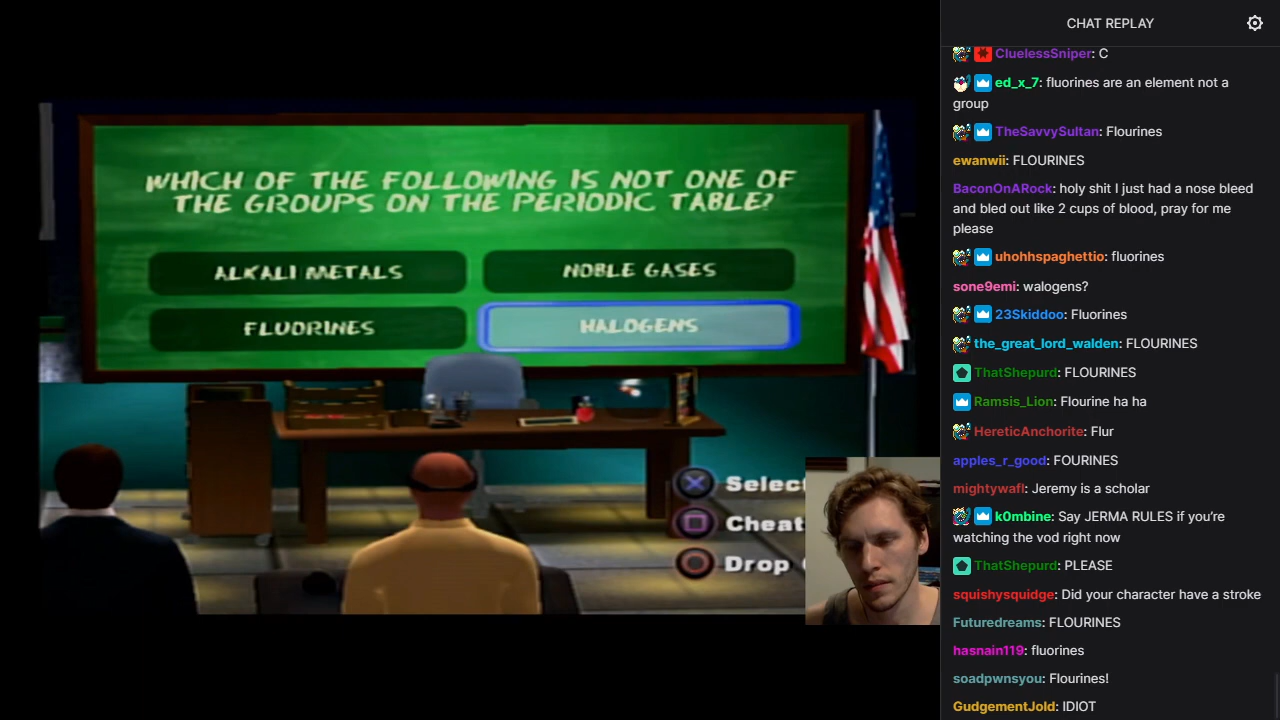 WHICH OF THE FOLLOWING IS NOT ONE OF
THE GROUPS ON THE PERIODIC TABLE?
ALKALI METALS
NOBLE GASES
FLUORINES
HALOGENS
Select
Cheat
Drop
CHAT REPLAY
CluelessSniper: C
ed_x_7: fluorines are an element not a
group
TheSavvySultan: Flourines
ewanwii: FLOURINES
BaconOnARock: holy shit I just had a nose bleed
and bled out like 2 cups of blood, pray for me
please
uhohhspaghettio: fluorines
sone9emi: walogens?
23Skiddoo: Fluorines
the_great_lord_walden: FLOURINES
ThatShepurd: FLOURINES
Ramsis_Lion: Flourine ha ha
HereticAnchorite: Flur
apples_r_good: FOURINES
mightywafl: Jeremy is a scholar
k0mbine: Say JERMA RULES if you’re
watching the vod right now
ThatShepurd: PLEASE
squishysquidge: Did your character have a stroke
Futuredreams: FLOURINES
hasnain119: fluorines
soadpwnsyou: Flourines!
GudgementJold: IDIOT